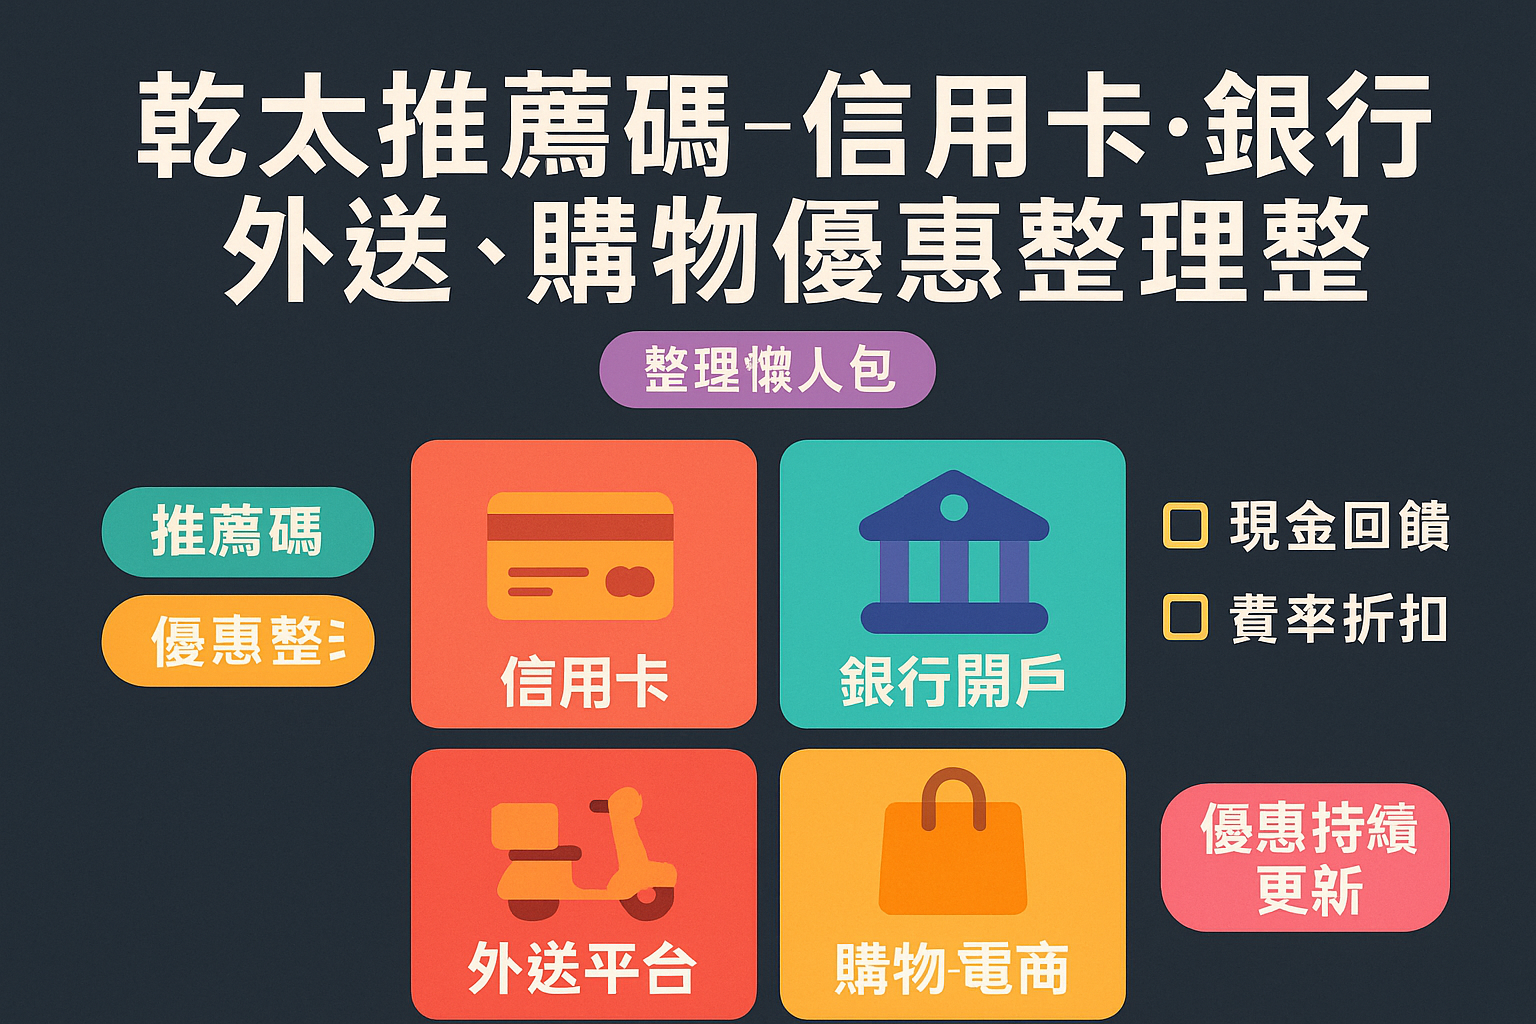 乾太推薦碼–信用卡·銀行
外送、購物優惠整理整
整理懶人包
推薦碼
優惠整
信用卡
銀行開戶
現金回饋
費率折扣
外送平台
購物-電商
優惠持續
更新